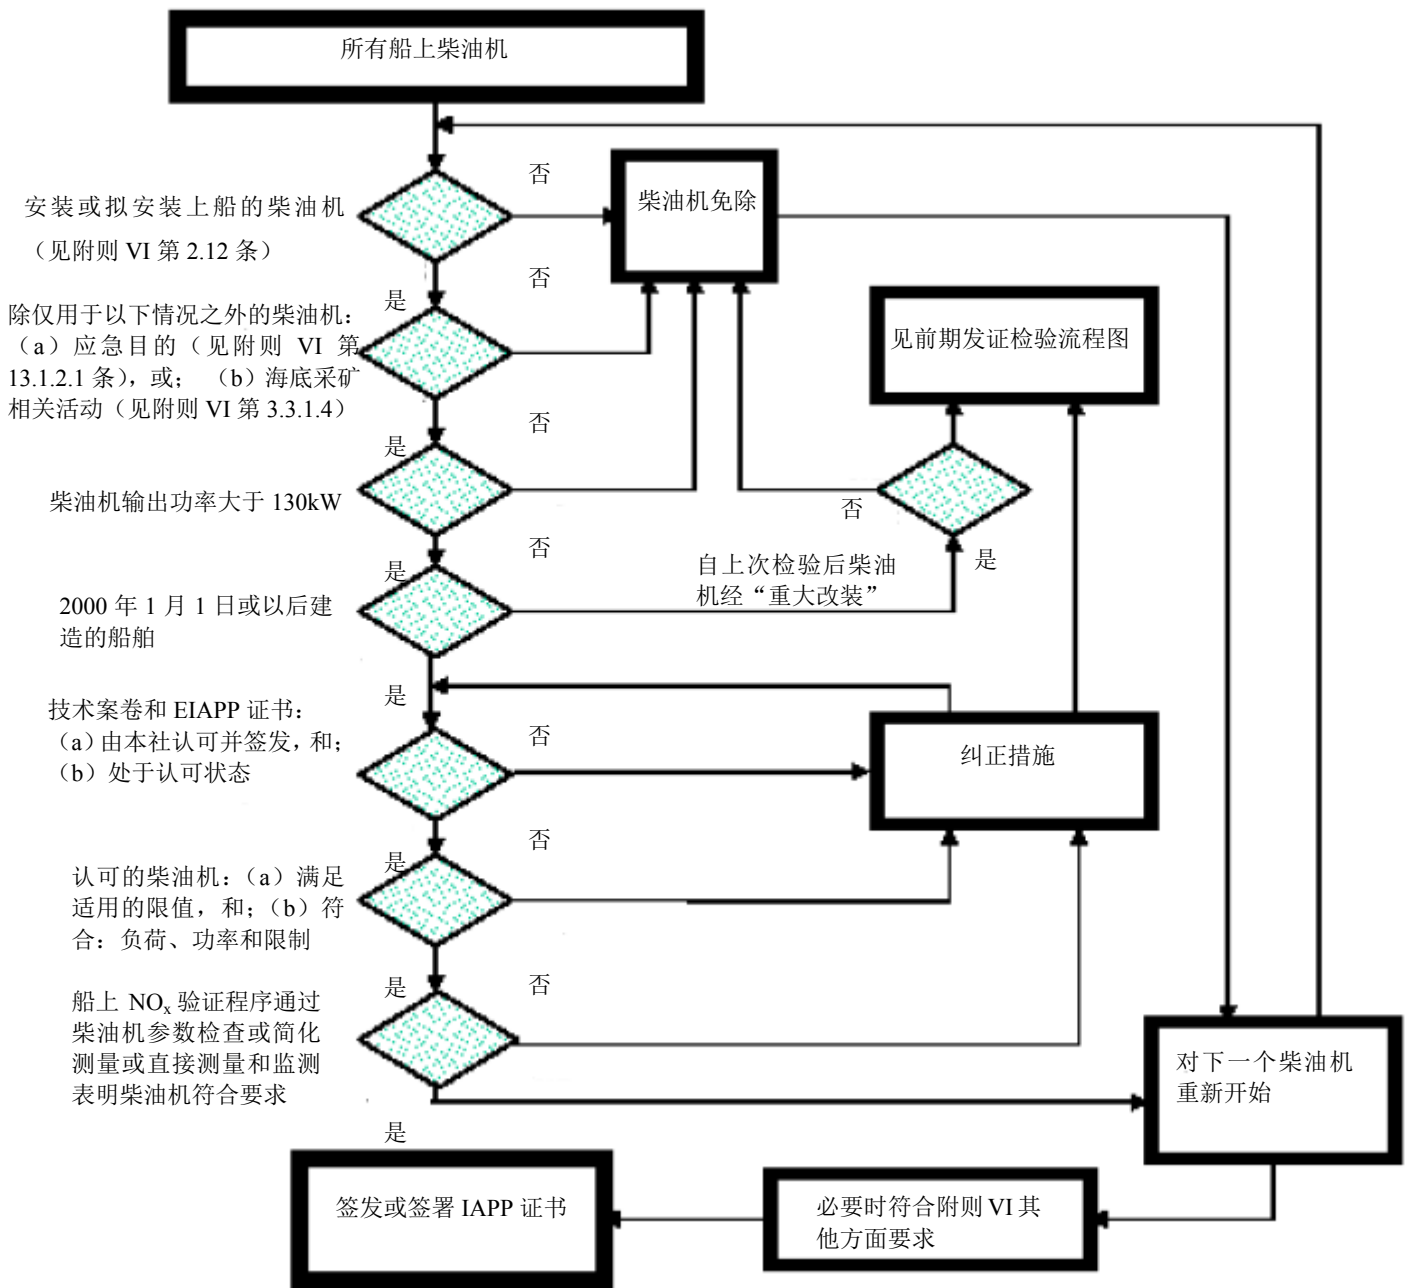 所有船上柴油机
否
安装或拟安装上船的柴油机
（见附则 VI 第 2.12 条）
柴油机免除
否
是
除仅用于以下情况之外的柴油机：
（a）应急目的（见附则 VI 第
13.1.2.1 条），或； （b）海底采矿
相关活动（见附则 VI 第 3.3.1.4）
见前期发证检验流程图
否
是
柴油机输出功率大于 130kW
否
否
是
自上次检验后柴油
机经“重大改装”
是
2000 年 1 月 1 日或以后建
造的船舶
是
技术案卷和 EIAPP 证书：
（a）由本社认可并签发，和；
（b）处于认可状态
否
纠正措施
否
是
认可的柴油机：（a）满足
适用的限值，和；（b）符
合：负荷、功率和限制
否
是
船上 NOx 验证程序通过
柴油机参数检查或简化
测量或直接测量和监测
表明柴油机符合要求
对下一个柴油机
重新开始
是
签发或签署 IAPP 证书
必要时符合附则 VI 其
他方面要求